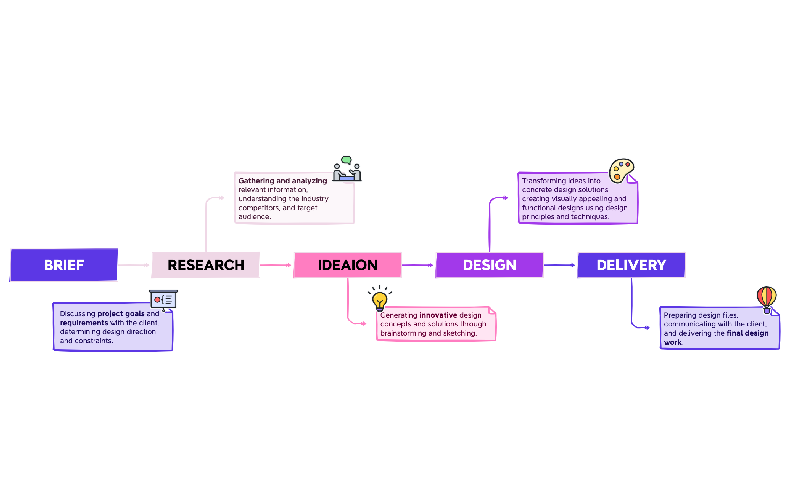 Gathering and analyzing
relevant information,
understanding the industry
competitors, and target
audience.
Transforming ideas into
concrete design solutions
creating visually appealing and
functional designs using design
principles and techniques.
BRIEF
RESEARCH
IDEAION
DESIGN
DELIVERY
Discussing project goals and
requirements with the client
determining design direction
and constraints.
Generating innovative design
concepts and solutions through
brainstorming and sketching.
Preparing design files,
communicating with the client,
and delivering the final design
work.